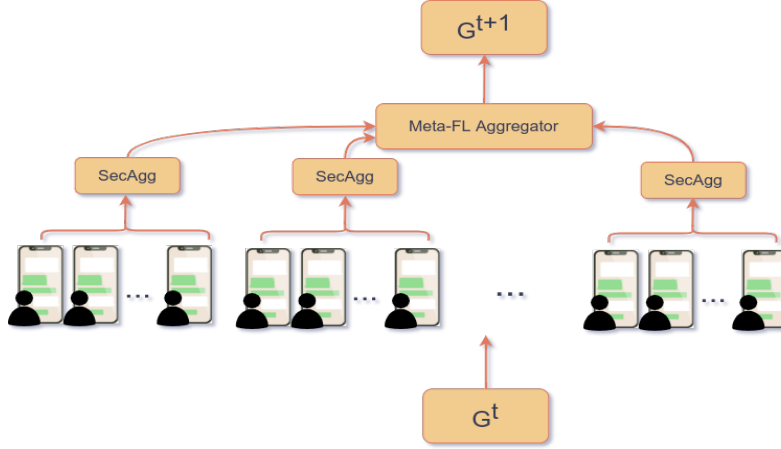 G^{t+1}
Meta-FL Aggregator
SecAgg
SecAgg
SecAgg
...
...
...
...
G^t